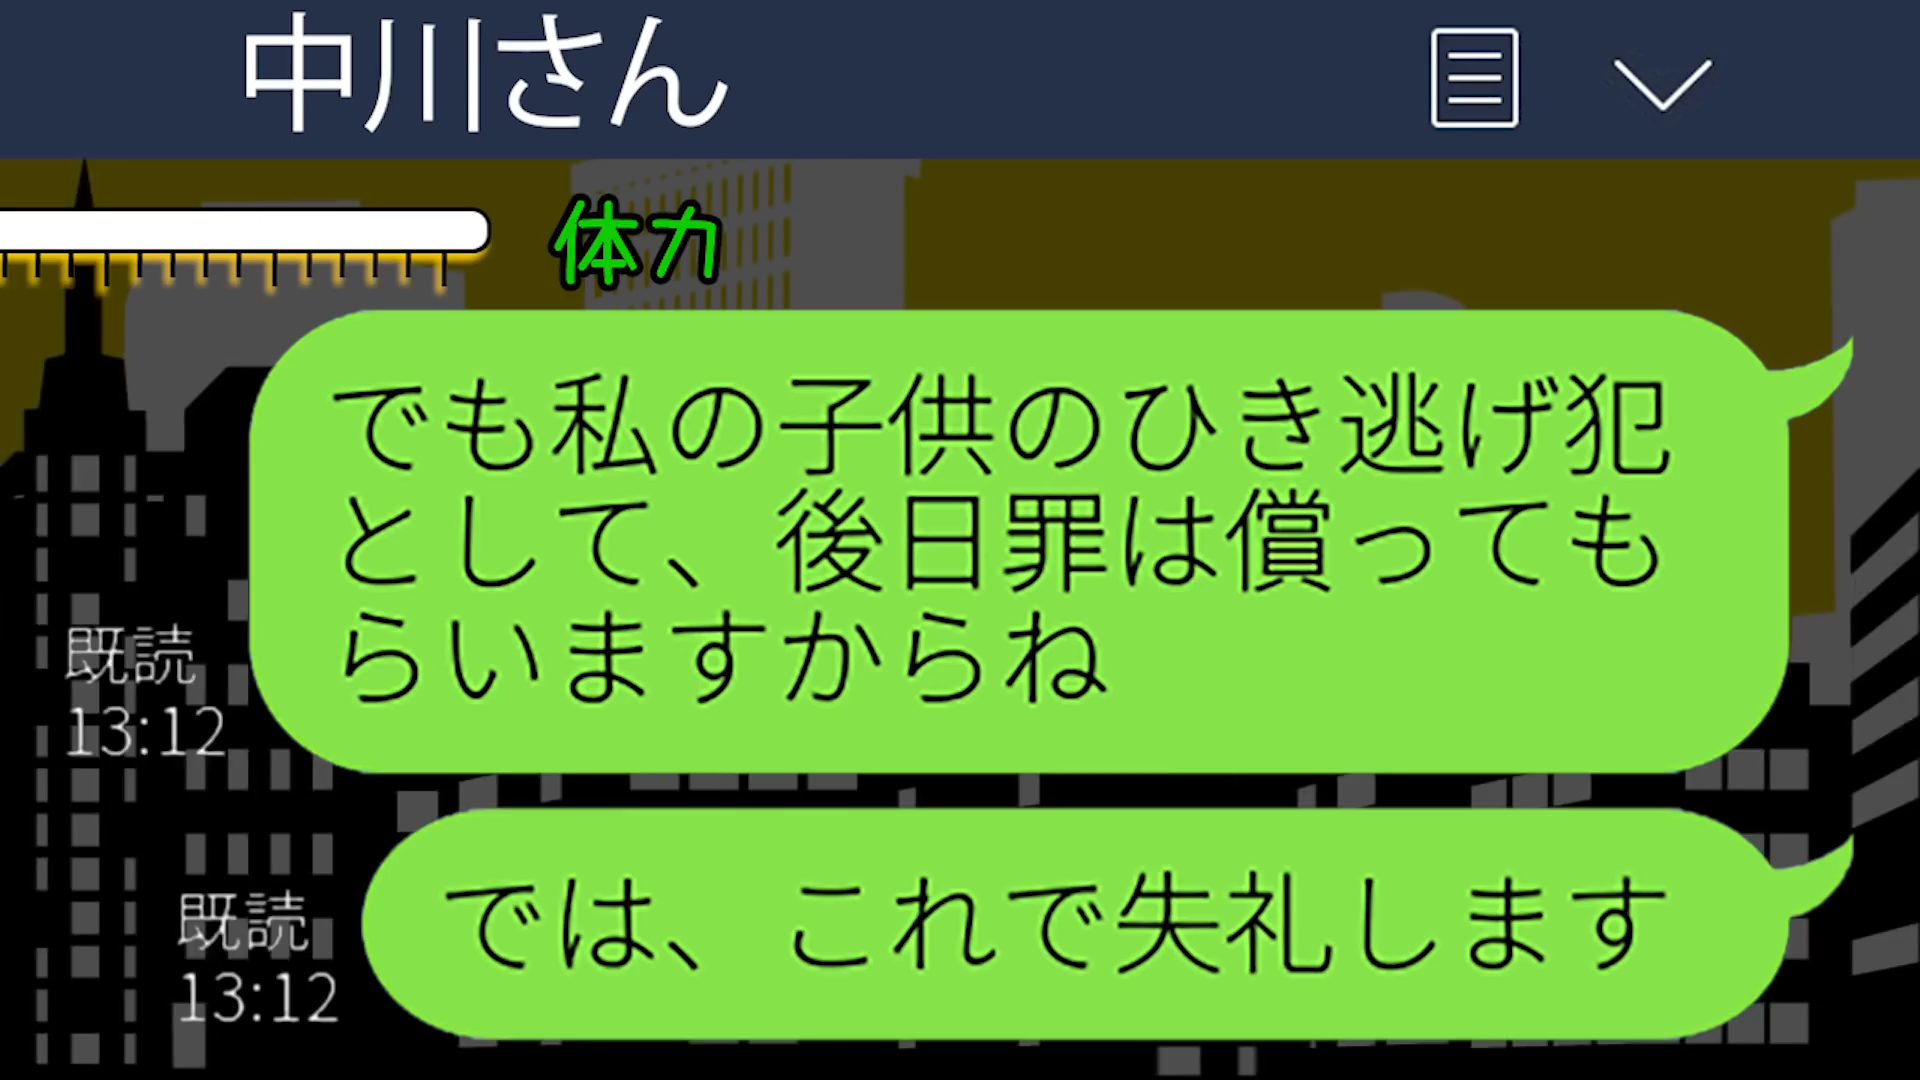 中川さん
体力
でも私の子供のひき逃げ犯
として、後日罪は償っても
らいますからね
既読
13:12
では、これで失礼します
既読
13:12